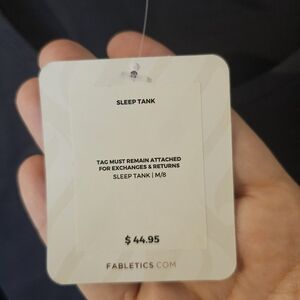 SLEEP TANK
TAG MUST REMAIN ATTACHED
FOR EXCHANGES & RETURNS
SLEEP TANK | M/8
$ 44.95
FABLETICS.COM